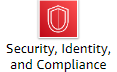 Security, Identity,
and Compliance